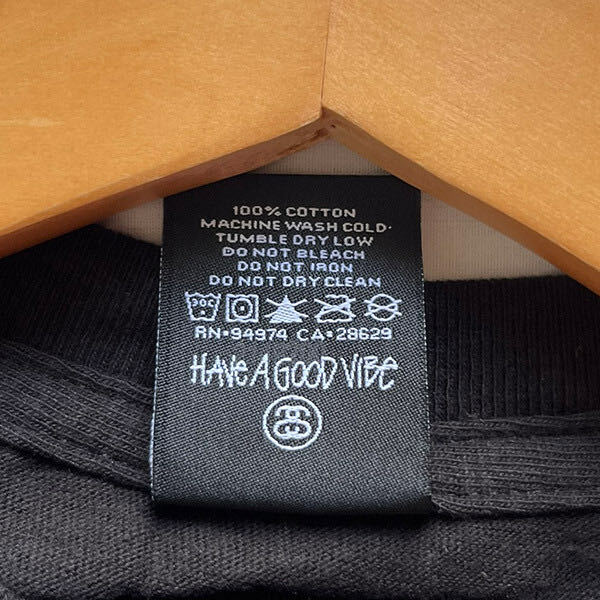 100% COTTON
MACHINE WASH COLD·
TUMBLE DRY LOW
DO NOT BLEACH
DO NOT IRON
DO NOT DRY CLEAN
RN·94974 CA·28629
HAVE A GOOD VIBE